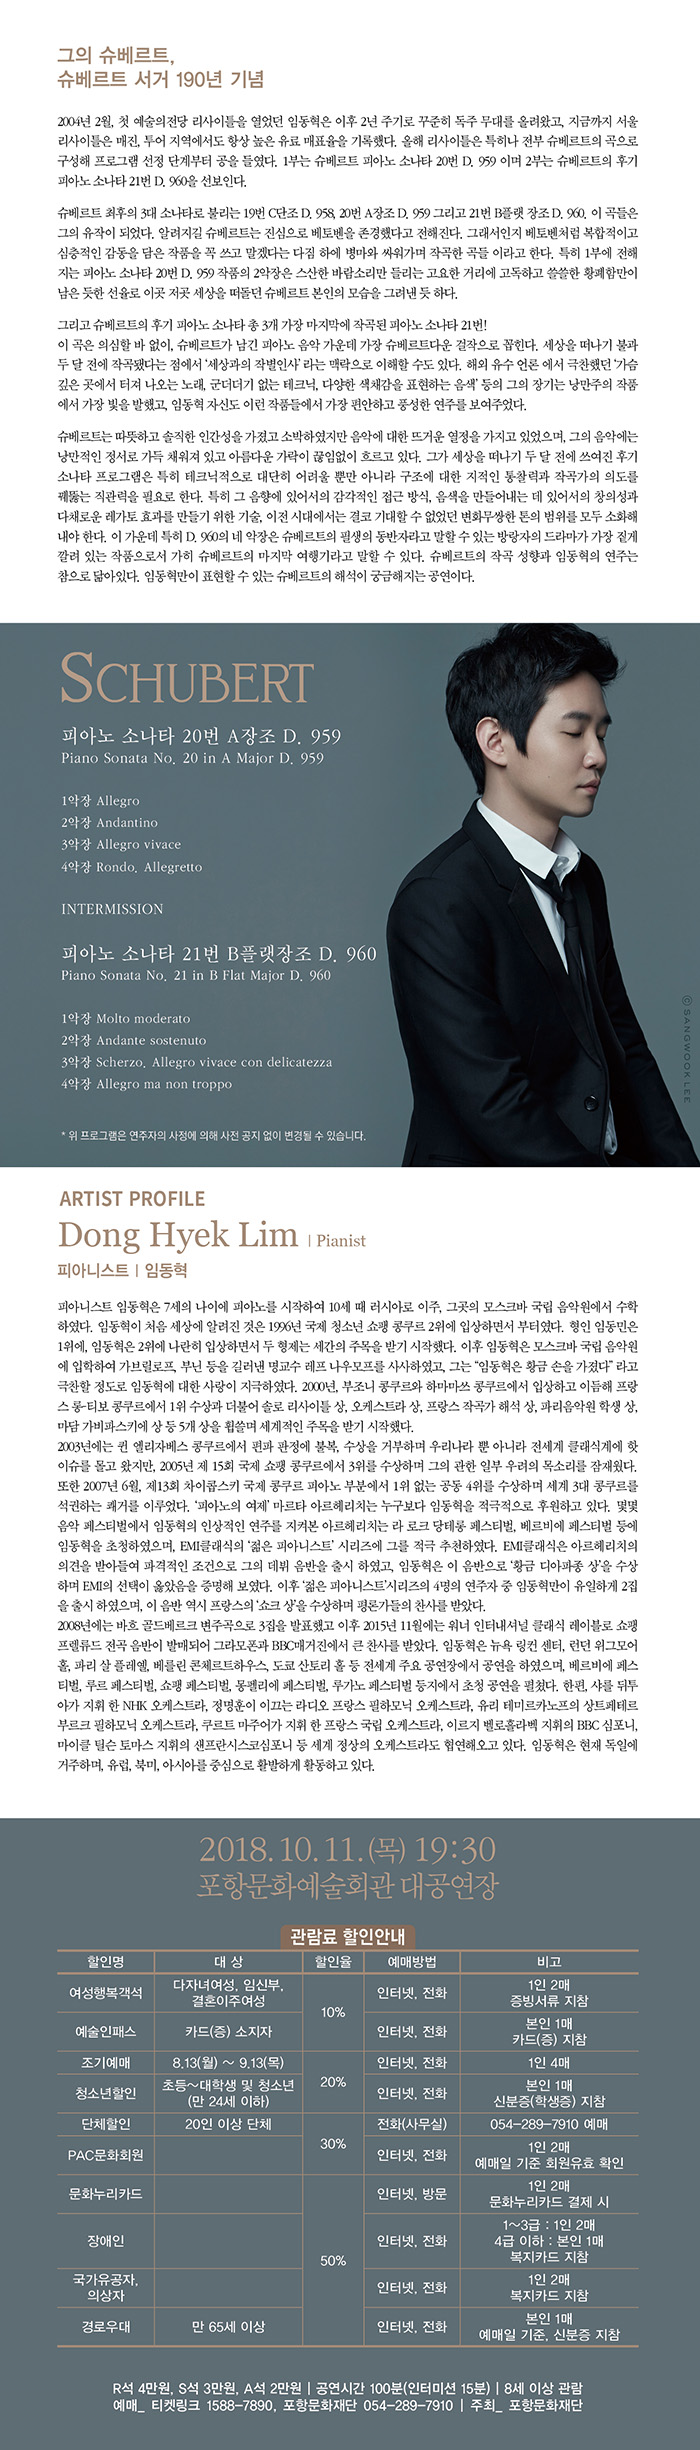 그의 슈베르트,
슈베르트 서거 190년 기념
2004년 2월, 첫 예술의전당 리사이틀을 열었던 임동혁은 이후 2년 주기로 꾸준히 독주 무대를 올려왔고, 지금까지 서울
리사이틀은 매진, 투어 지역에서도 항상 높은 유료 매표율을 기록했다. 올해 리사이틀은 특히나 전부 슈베르트의 곡으로
구성해 프로그램 선정 단계부터 공을 들였다. 1부는 슈베르트 피아노 소나타 20번 D. 959 이며 2부는 슈베르트의 후기
피아노 소나타 21번 D. 960을 선보인다.
슈베르트 최후의 3대 소나타로 불리는 19번 C단조 D. 958, 20번 A장조 D. 959 그리고 21번 B플랫 장조 D. 960. 이 곡들은
그의 유작이 되었다. 알려지길 슈베르트는 진심으로 베토벤을 존경했다고 전해진다. 그래서인지 베토벤처럼 복합적이고
심층적인 감동을 담은 작품을 꼭 쓰고 말겠다는 다짐 하에 병마와 싸워가며 작곡한 곡들 이라고 한다. 특히 1부에 전해
지는 피아노 소나타 20번 D. 959 작품의 2악장은 스산한 바람소리만 들리는 고요한 거리에 고독하고 쓸쓸한 황폐함만이
남은 듯한 선율로 이곳 저곳 세상을 떠돌던 슈베르트 본인의 모습을 그려낸 듯 하다.
그리고 슈베르트의 후기 피아노 소나타 총 3개 가장 마지막에 작곡된 피아노 소나타 21번!
이 곡은 의심할 바 없이, 슈베르트가 남긴 피아노 음악 가운데 가장 슈베르트다운 걸작으로 꼽힌다. 세상을 떠나기 불과
두 달 전에 작곡됐다는 점에서 ‘세상과의 작별인사’ 라는 맥락으로 이해할 수도 있다. 해외 유수 언론 에서 극찬했던 ‘가슴
깊은 곳에서 터져 나오는 노래, 군더더기 없는 테크닉, 다양한 색채감을 표현하는 음색’ 등의 그의 장기는 낭만주의 작품
에서 가장 빛을 발했고, 임동혁 자신도 이런 작품들에서 가장 편안하고 풍성한 연주를 보여주었다.
슈베르트는 따뜻하고 솔직한 인간성을 가졌고 소박하였지만 음악에 대한 뜨거운 열정을 가지고 있었으며, 그의 음악에는
낭만적인 정서로 가득 채워져 있고 아름다운 가락이 끊임없이 흐르고 있다. 그가 세상을 떠나기 두 달 전에 쓰여진 후기
소나타 프로그램은 특히 테크닉적으로 대단히 어려울 뿐만 아니라 구조에 대한 지적인 통찰력과 작곡가의 의도를
꿰뚫는 직관력을 필요로 한다. 특히 그 음향에 있어서의 감각적인 접근 방식, 음색을 만들어내는 데 있어서의 창의성과
다채로운 레가토 효과를 만들기 위한 기술, 이전 시대에서는 결코 기대할 수 없었던 변화무쌍한 톤의 범위를 모두 소화해
내야 한다. 이 가운데 특히 D. 960의 네 악장은 슈베르트의 필생의 동반자라고 말할 수 있는 방랑자의 드라마가 가장 짙게
깔려 있는 작품으로서 가히 슈베르트의 마지막 여행기라고 말할 수 있다. 슈베르트의 작곡 성향과 임동혁의 연주는
참으로 닮아있다. 임동혁만이 표현할 수 있는 슈베르트의 해석이 궁금해지는 공연이다.
SCHUBERT
피아노 소나타 20번 A장조 D. 959
Piano Sonata No. 20 in A Major D. 959
1악장 Allegro
2악장 Andantino
3악장 Allegro vivace
4악장 Rondo. Allegretto
INTERMISSION
피아노 소나타 21번 B플랫장조 D. 960
Piano Sonata No. 21 in B Flat Major D. 960
1악장 Molto moderato
2악장 Andante sostenuto
3악장 Scherzo. Allegro vivace con delicatezza
4악장 Allegro ma non troppo
* 위 프로그램은 연주자의 사정에 의해 사전 공지 없이 변경될 수 있습니다.
© SANGWOOK LEE
ARTIST PROFILE
Dong Hyek Lim | Pianist
피아니스트 | 임동혁
피아니스트 임동혁은 7세의 나이에 피아노를 시작하여 10세 때 러시아로 이주, 그곳의 모스크바 국립 음악원에서 수학
하였다. 임동혁이 처음 세상에 알려진 것은 1996년 국제 청소년 쇼팽 콩쿠르 2위에 입상하면서 부터였다. 형인 임동민은
1위에, 임동혁은 2위에 나란히 입상하면서 두 형제는 세간의 주목을 받기 시작했다. 이후 임동혁은 모스크바 국립 음악원
에 입학하여 가브릴로프, 부닌 등을 길러낸 명교수 레프 나우모프를 사사하였고, 그는 “임동혁은 황금 손을 가졌다” 라고
극찬할 정도로 임동혁에 대한 사랑이 지극하였다. 2000년, 부조니 콩쿠르와 하마마쓰 콩쿠르에서 입상하고 이듬해 프랑
스 롱-티보 콩쿠르에서 1위 수상과 더불어 솔로 리사이틀 상, 오케스트라 상, 프랑스 작곡가 해석 상, 파리음악원 학생 상,
마담 가비파스키에 상 등 5개 상을 휩쓸며 세계적인 주목을 받기 시작했다.
2003년에는 퀸 엘리자베스 콩쿠르에서 편파 판정에 불복, 수상을 거부하며 우리나라 뿐 아니라 전세계 클래식계에 핫
이슈를 몰고 왔지만, 2005년 제 15회 국제 쇼팽 콩쿠르에서 3위를 수상하며 그의 관한 일부 우려의 목소리를 잠재웠다.
또한 2007년 6월, 제13회 차이콥스키 국제 콩쿠르 피아노 부분에서 1위 없는 공동 4위를 수상하며 세계 3대 콩쿠르를
석권하는 쾌거를 이루었다. ‘피아노의 여제’ 마르타 아르헤리치는 누구보다 임동혁을 적극적으로 후원하고 있다. 몇몇
음악 페스티벌에서 임동혁의 인상적인 연주를 지켜본 아르헤리치는 라 로크 당테롱 페스티벌, 베르비에 페스티벌 등에
임동혁을 초청하였으며, EMI클래식의 ‘젊은 피아니스트’ 시리즈에 그를 적극 추천하였다. EMI클래식은 아르헤리치의
의견을 받아들여 파격적인 조건으로 그의 데뷔 음반을 출시 하였고, 임동혁은 이 음반으로 ‘황금 디아파종 상’을 수상
하며 EMI의 선택이 옳았음을 증명해 보였다. 이후 ‘젊은 피아니스트’시리즈의 4명의 연주자 중 임동혁만이 유일하게 2집
을 출시 하였으며, 이 음반 역시 프랑스의 ‘쇼크 상’을 수상하며 평론가들의 찬사를 받았다.
2008년에는 바흐 골드베르크 변주곡으로 3집을 발표했고 이후 2015년 11월에는 워너 인터내셔널 클래식 레이블로 쇼팽
프렐류드 전곡 음반이 발매되어 그라모폰과 BBC매거진에서 큰 찬사를 받았다. 임동혁은 뉴욕 링컨 센터, 런던 위그모어
홀, 파리 살 플레옐, 베를린 콘체르트하우스, 도쿄 산토리 홀 등 전세계 주요 공연장에서 공연을 하였으며, 베르비에 페스
티벌, 루르 페스티벌, 쇼팽 페스티벌, 몽펠리에 페스티벌, 루가노 페스티벌 등지에서 초청 공연을 펼쳤다. 한편, 샤를 뒤투
아가 지휘 한 NHK 오케스트라, 정명훈이 이끄는 라디오 프랑스 필하모닉 오케스트라, 유리 테미르카노프의 상트페테르
부르크 필하모닉 오케스트라, 쿠르트 마주어가 지휘 한 프랑스 국립 오케스트라, 이르지 벨로흘라벡 지휘의 BBC 심포니,
마이클 틸슨 토마스 지휘의 샌프란시스코심포니 등 세계 정상의 오케스트라도 협연해오고 있다. 임동혁은 현재 독일에
거주하며, 유럽, 북미, 아시아를 중심으로 활발하게 활동하고 있다.
2018. 10. 11. (목) 19:30
포항문화예술회관 대공연장
관람료 할인안내
할인명 대 상 할인율 예매방법 비고
여성행복객석 다자녀여성, 임신부, 결혼이주여성 10% 인터넷, 전화 1인 2매 증빙서류 지참
예술인패스 카드(증) 소지자 인터넷, 전화 본인 1매 카드(증) 지참
조기예매 8.13(월) ~ 9.13(목) 20% 인터넷, 전화 1인 4매
청소년할인 초등~대학생 및 청소년 (만 24세 이하) 인터넷, 전화 본인 1매 신분증(학생증) 지참
단체할인 20인 이상 단체 30% 전화(사무실) 054-289-7910 예매
PAC문화회원 인터넷, 전화 1인 2매 예매일 기준 회원유효 확인
문화누리카드 50% 인터넷, 방문 1인 2매 문화누리카드 결제 시
장애인 인터넷, 전화 1~3급 : 1인 2매 4급 이하 : 본인 1매 복지카드 지참
국가유공자, 의상자 인터넷, 전화 1인 2매 복지카드 지참
경로우대 만 65세 이상 인터넷, 전화 본인 1매 예매일 기준, 신분증 지참
R석 4만원, S석 3만원, A석 2만원 | 공연시간 100분(인터미션 15분) | 8세 이상 관람
예매_ 티켓링크 1588-7890, 포항문화재단 054-289-7910 | 주최_ 포항문화재단